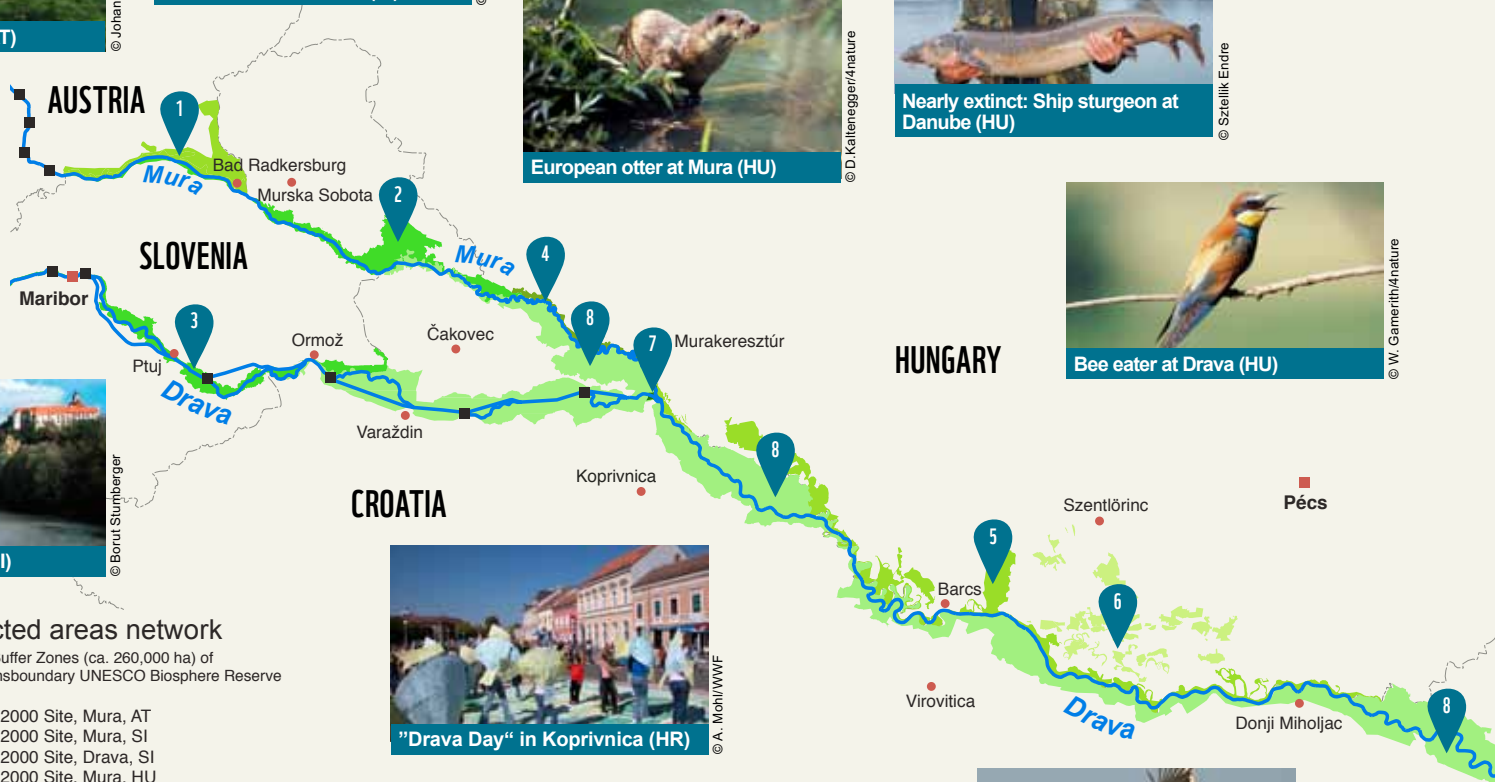 T)
© Johan
European otter at Mura (HU)
© D.Kaltenegger/4nature
Nearly extinct: Ship sturgeon at
Danube (HU)
© Sztellik Endre
AUSTRIA
1
Mura
Bad Radkersburg
Murska Sobota
2
SLOVENIA
Mura
4
Maribor
3
Ptuj
Drava
Ormož
Čakovec
8
7
Murakeresztúr
HUNGARY
Bee eater at Drava (HU)
© W. Gamerith/4nature
Varaždin
Koprivnica
8
CROATIA
I)
© Borut Stumberger
Szentlörinc
Pécs
5
Barcs
6
Virovitica
Drava
Donji Miholjac
8
"Drava Day“ in Koprivnica (HR)
© A. Mohl/WWF
cted areas network
uffer Zones (ca. 260,000 ha) of
nsboundary UNESCO Biosphere Reserve
2000 Site, Mura, AT
2000 Site, Mura, SI
2000 Site, Drava, SI
2000 Site, Mura, HU